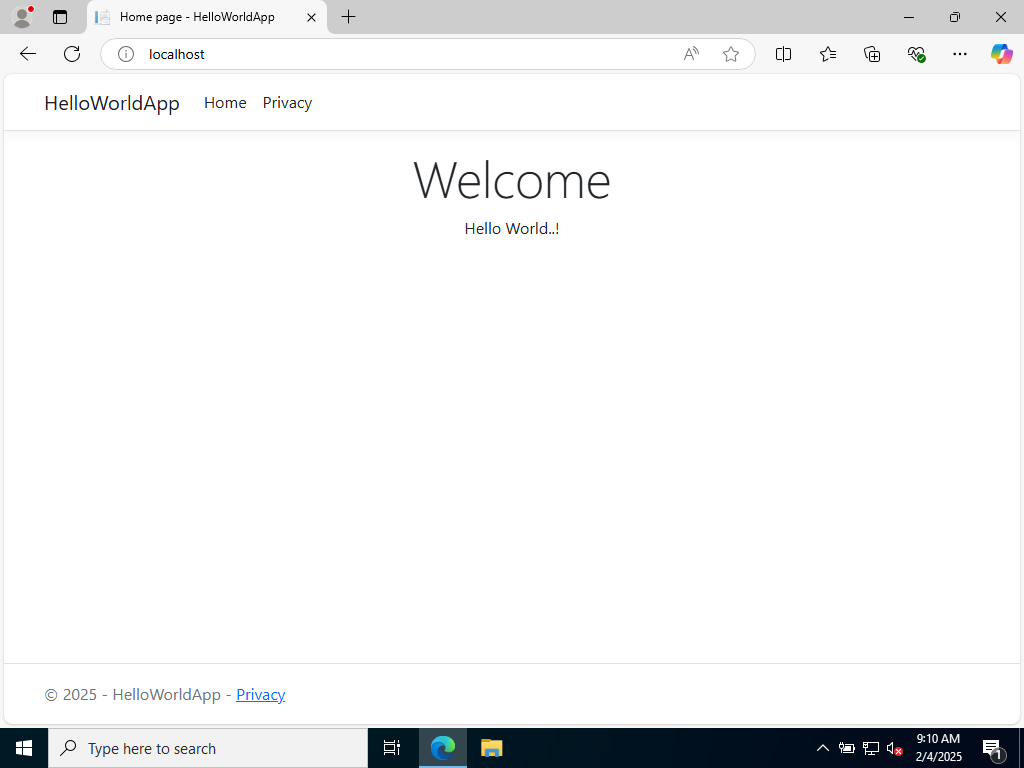 Home page - HelloWorldApp
localhost
HelloWorldApp Home Privacy
Welcome
Hello World..!
© 2025 - HelloWorldApp - Privacy
Type here to search
9:10 AM
2/4/2025
1